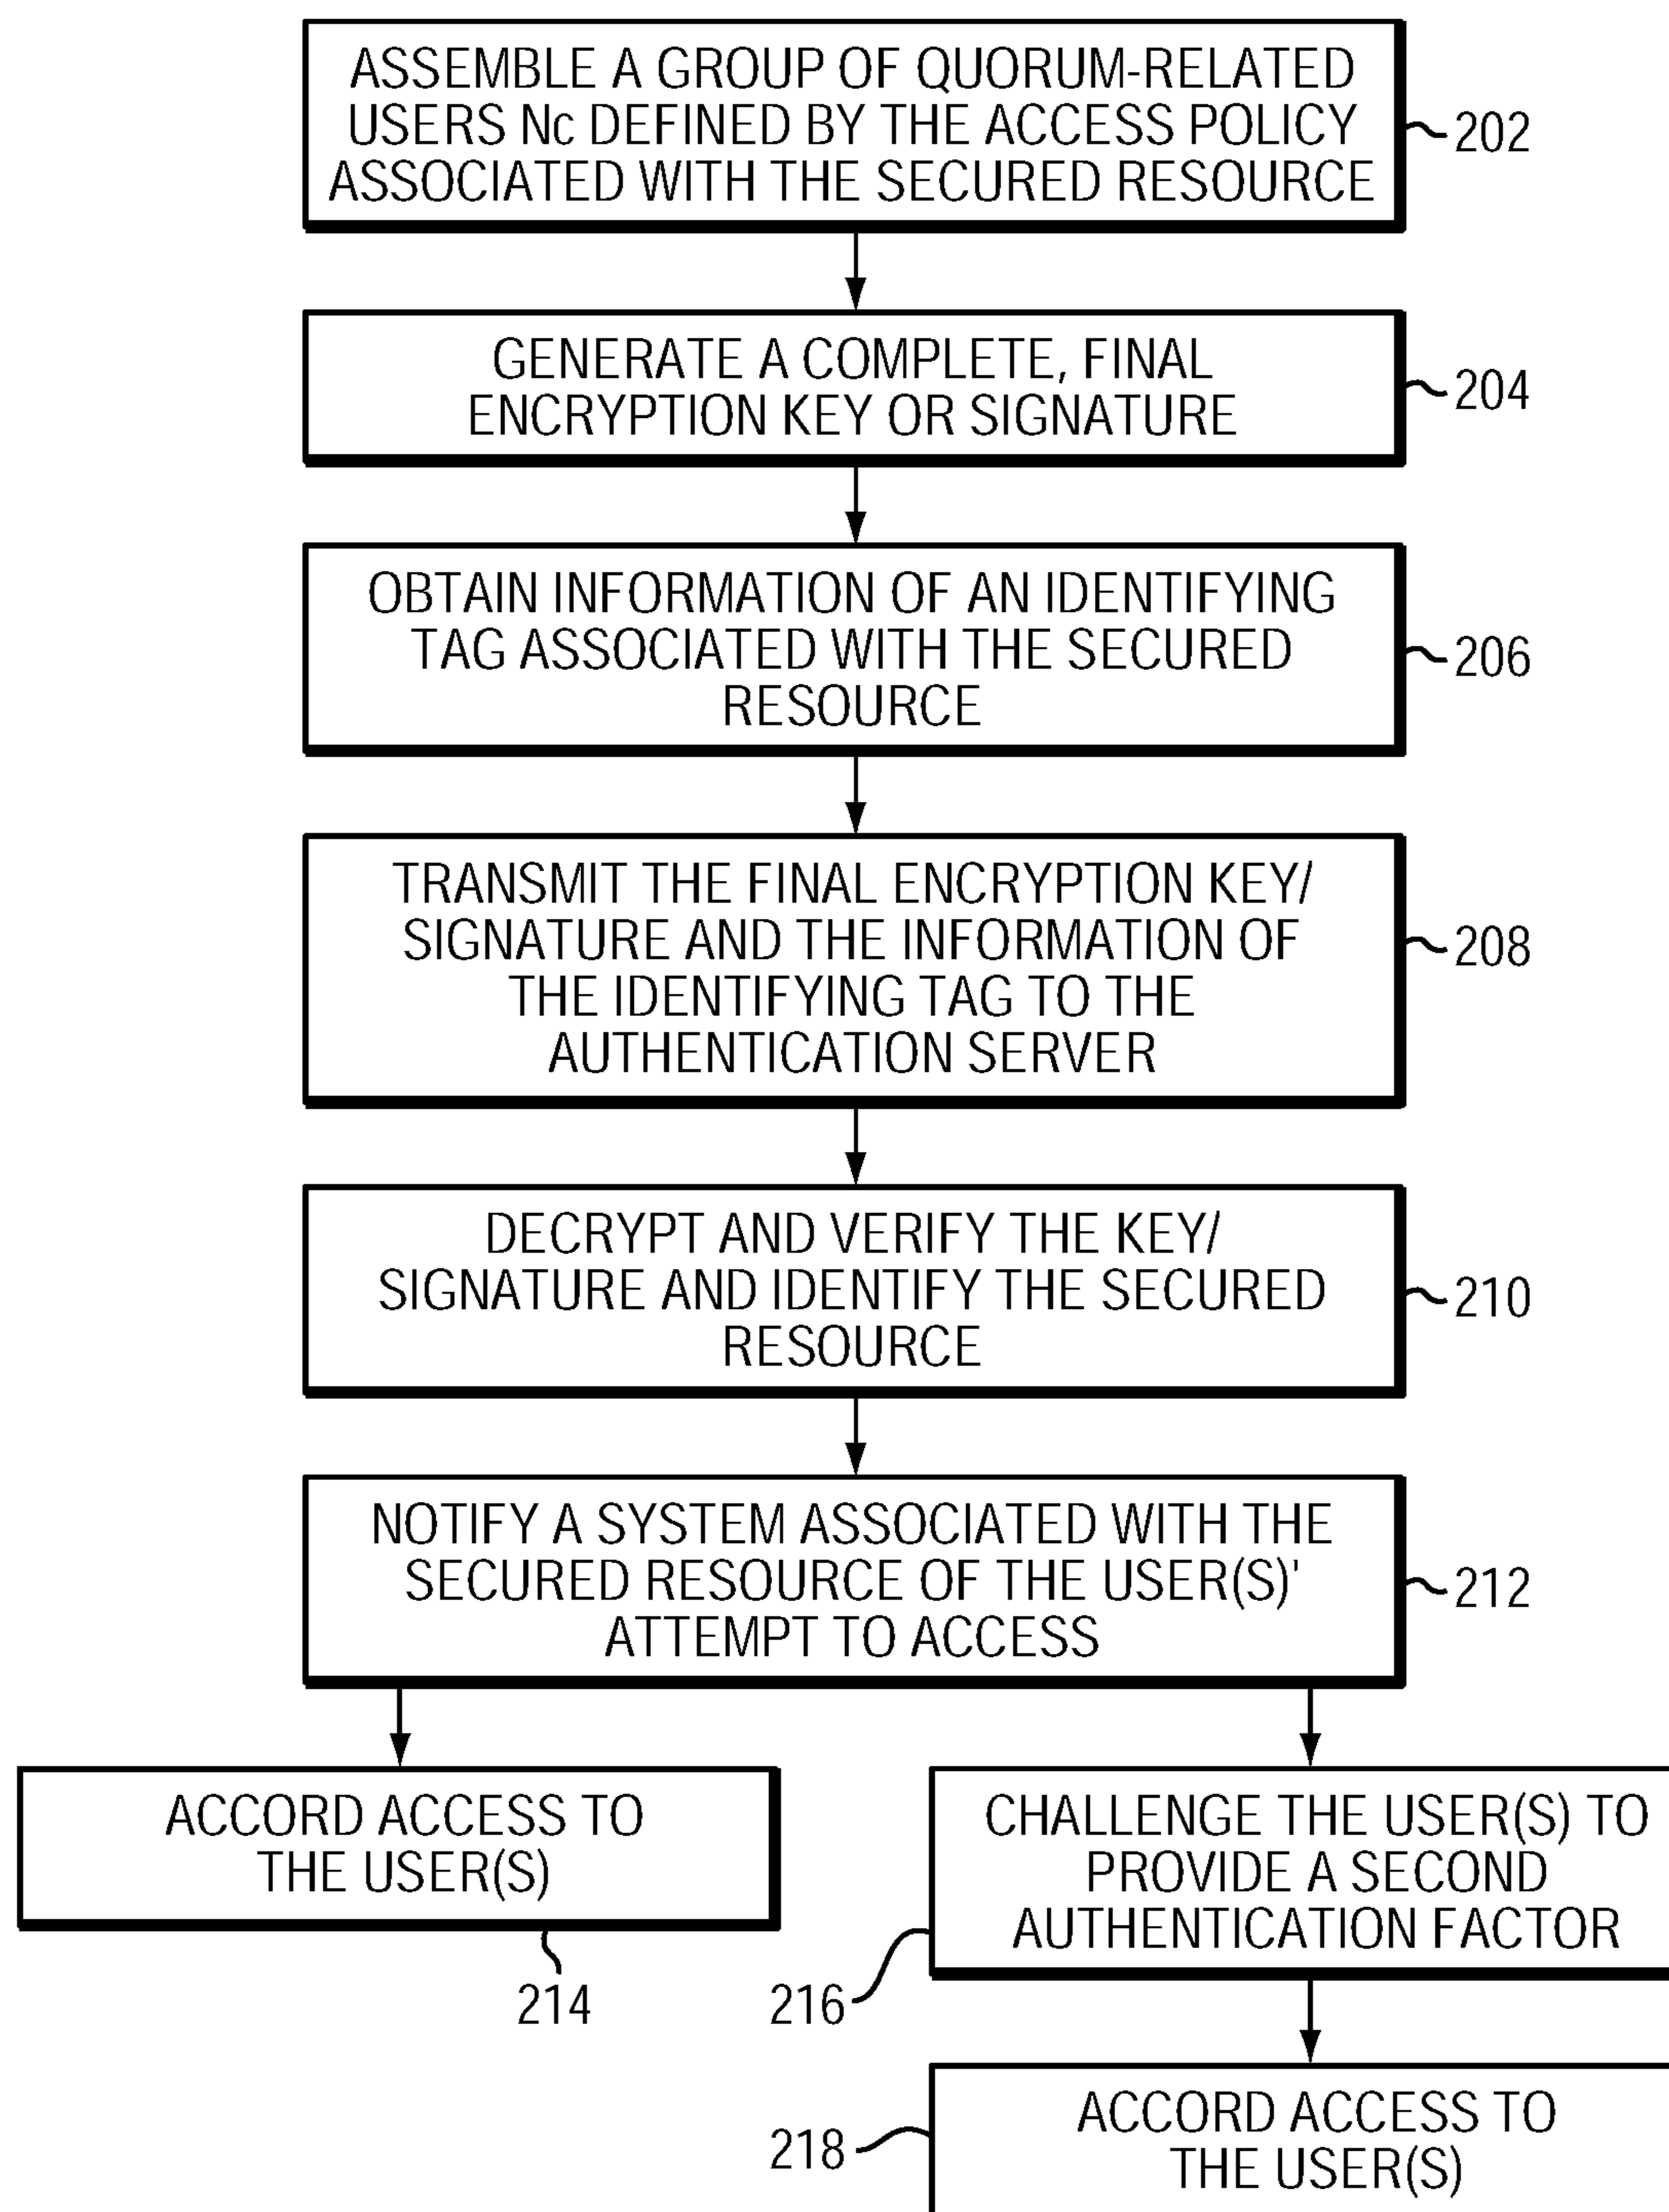 ASSEMBLE A GROUP OF QUORUM-RELATED
USERS Nc DEFINED BY THE ACCESS POLICY
ASSOCIATED WITH THE SECURED RESOURCE
202
GENERATE A COMPLETE, FINAL
ENCRYPTION KEY OR SIGNATURE
204
OBTAIN INFORMATION OF AN IDENTIFYING
TAG ASSOCIATED WITH THE SECURED
RESOURCE
206
TRANSMIT THE FINAL ENCRYPTION KEY/
SIGNATURE AND THE INFORMATION OF
THE IDENTIFYING TAG TO THE
AUTHENTICATION SERVER
208
DECRYPT AND VERIFY THE KEY/
SIGNATURE AND IDENTIFY THE SECURED
RESOURCE
210
NOTIFY A SYSTEM ASSOCIATED WITH THE
SECURED RESOURCE OF THE USER(S)'
ATTEMPT TO ACCESS
212
ACCORD ACCESS TO
THE USER(S)
214
CHALLENGE THE USER(S) TO
PROVIDE A SECOND
AUTHENTICATION FACTOR
216
ACCORD ACCESS TO
THE USER(S)
218